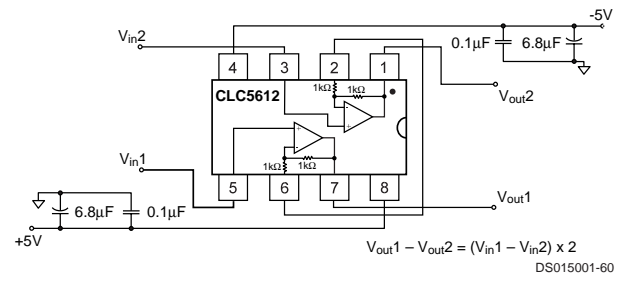 -5V
Vin2
0.1µF
6.8µF
4
3
2
1
CLC5612
1kΩ
1kΩ
-
+
Vout2
+
-
1kΩ
1kΩ
Vin1
5
6
7
8
Vout1
6.8µF
0.1µF
+5V
Vout1 – Vout2 = (Vin1 – Vin2) x 2
DS015001-60